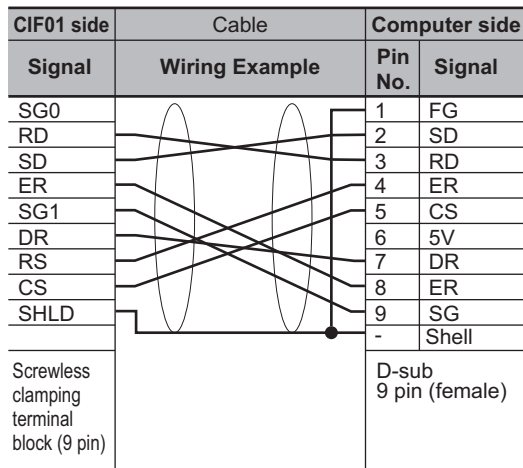 CIF01 side Cable Computer side
Signal Wiring Example Pin No. Signal
SG0 1 FG
RD 2 SD
SD 3 RD
ER 4 ER
SG1 5 CS
DR 6 5V
RS 7 DR
CS 8 ER
SHLD 9 SG
- Shell
Screwless
clamping
terminal
block (9 pin)
D-sub
9 pin (female)